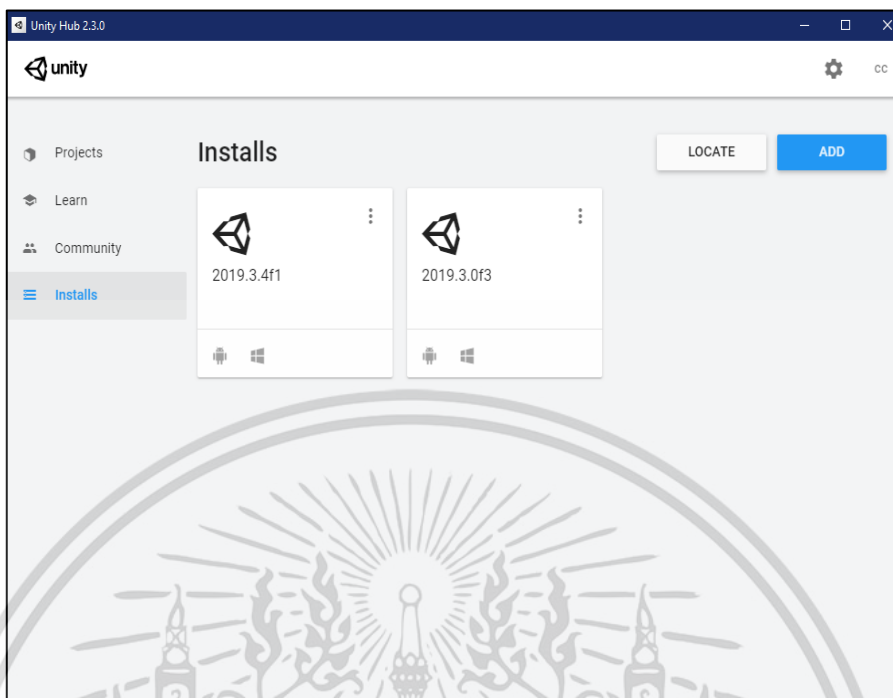 Unity Hub 2.3.0
unity
CC
Projects
Learn
Community
Installs
Installs
LOCATE
ADD
2019.3.4f1
2019.3.0f3